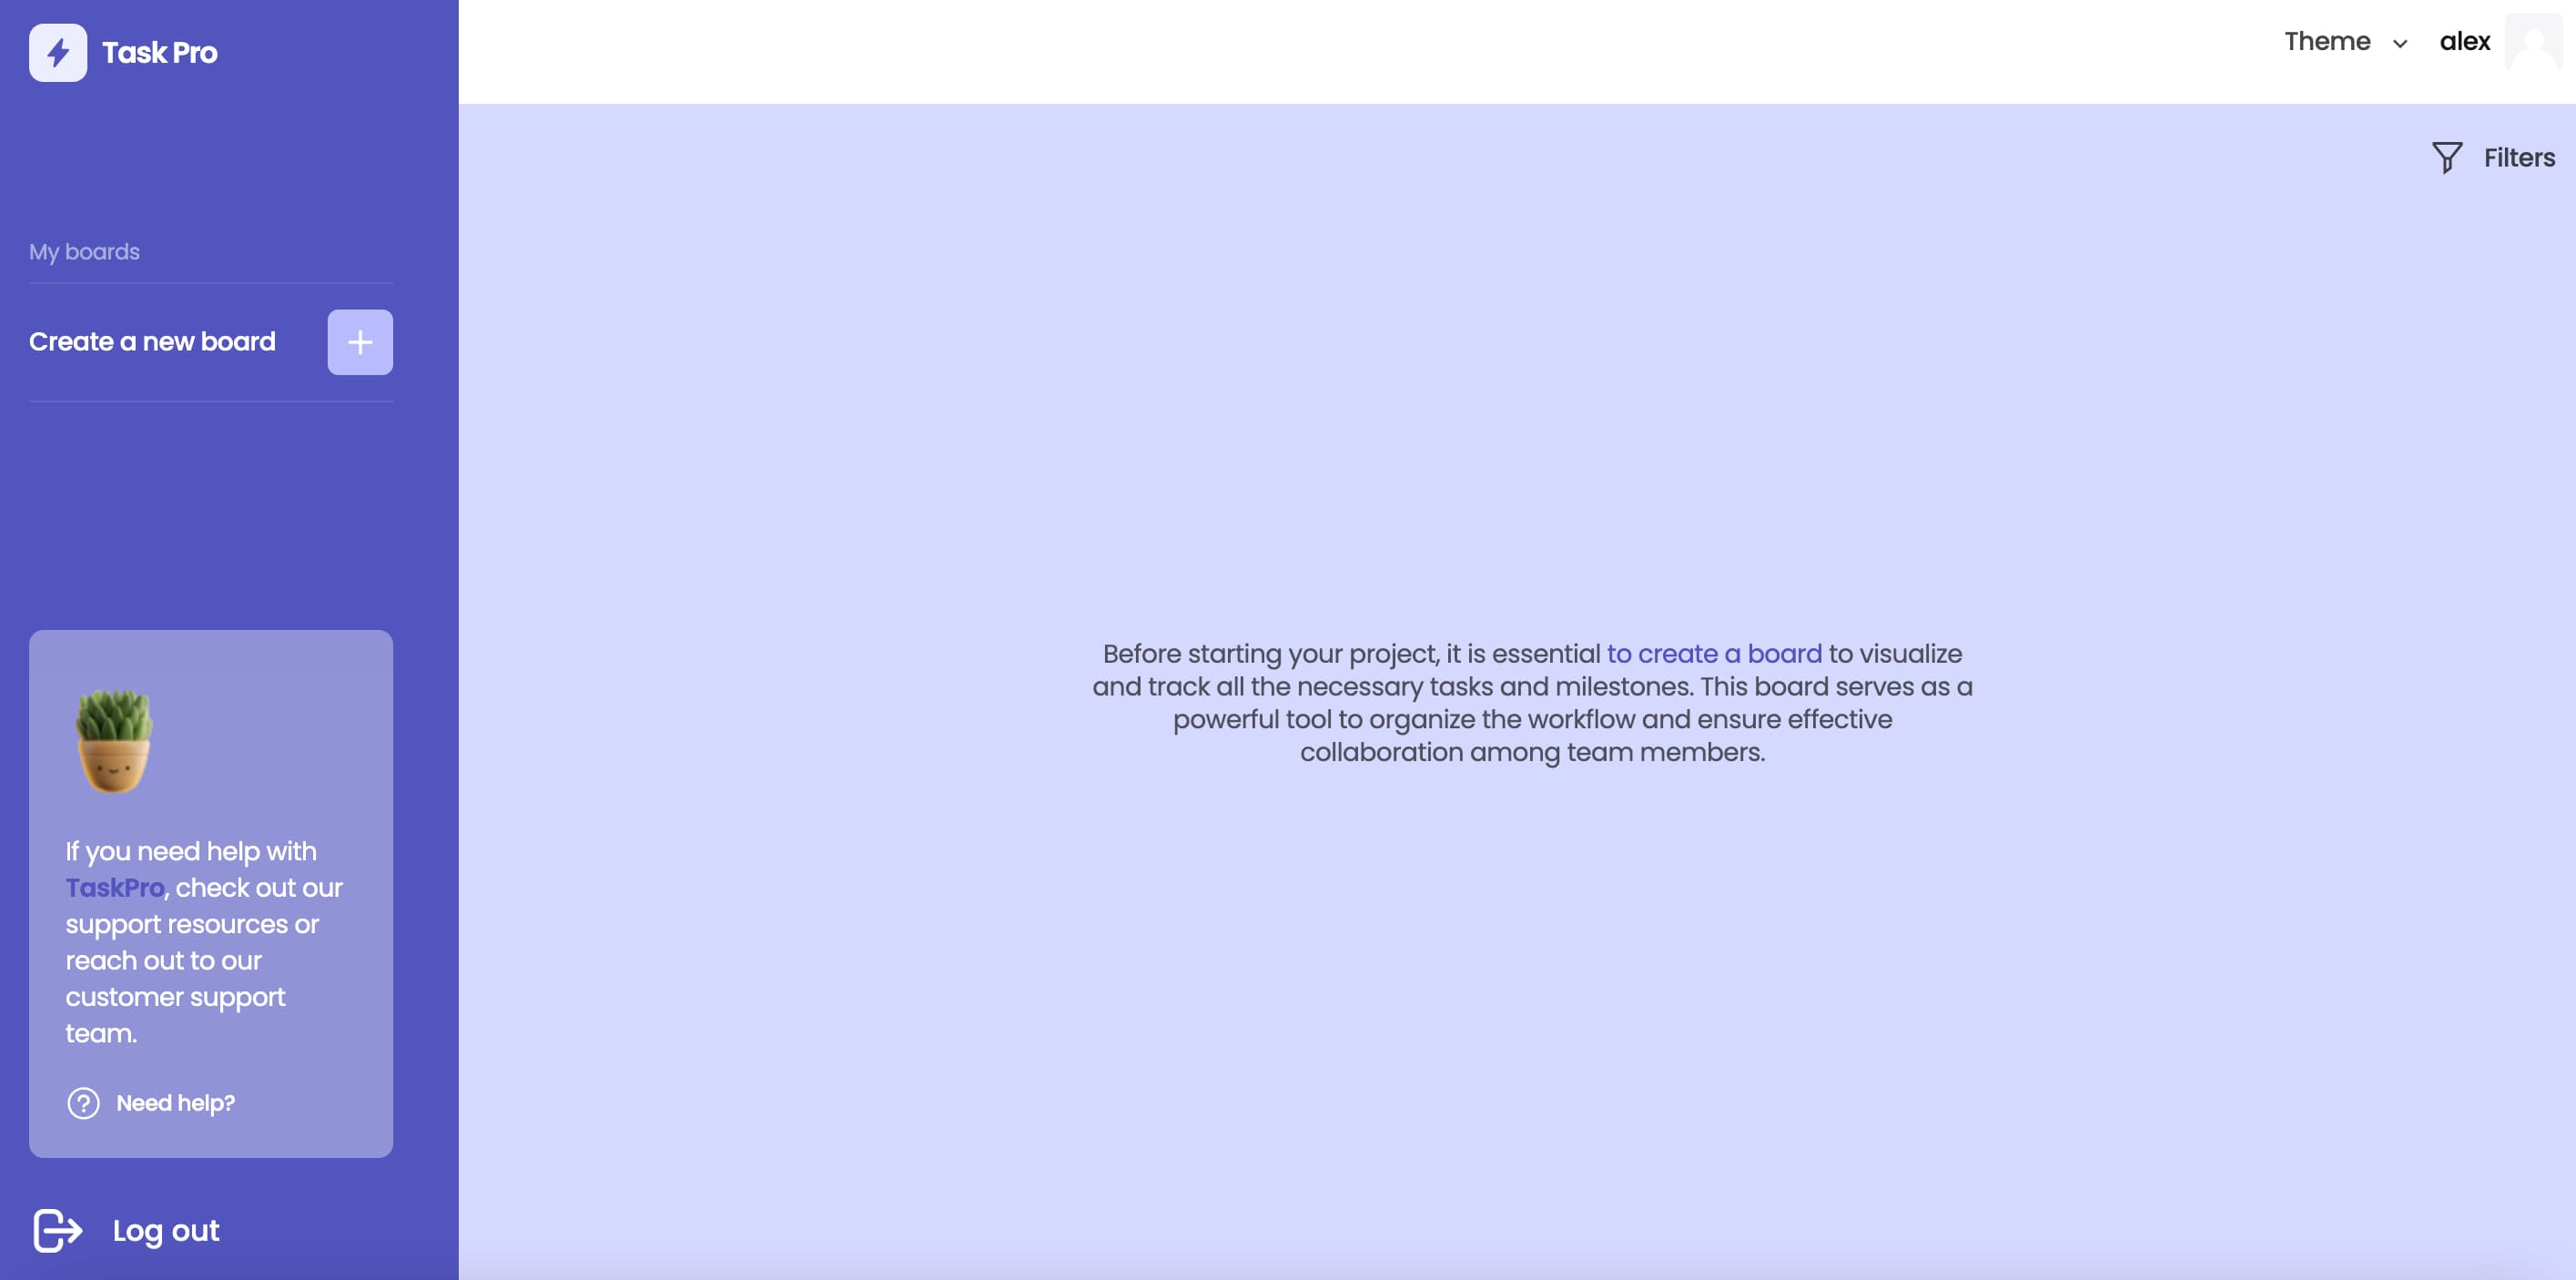 Task Pro
Theme
alex
Filters
My boards
Create a new board
Before starting your project, it is essential to create a board to visualize
and track all the necessary tasks and milestones. This board serves as a
powerful tool to organize the workflow and ensure effective
collaboration among team members.
If you need help with
TaskPro, check out our
support resources or
reach out to our
customer support
team.
Need help?
Log out